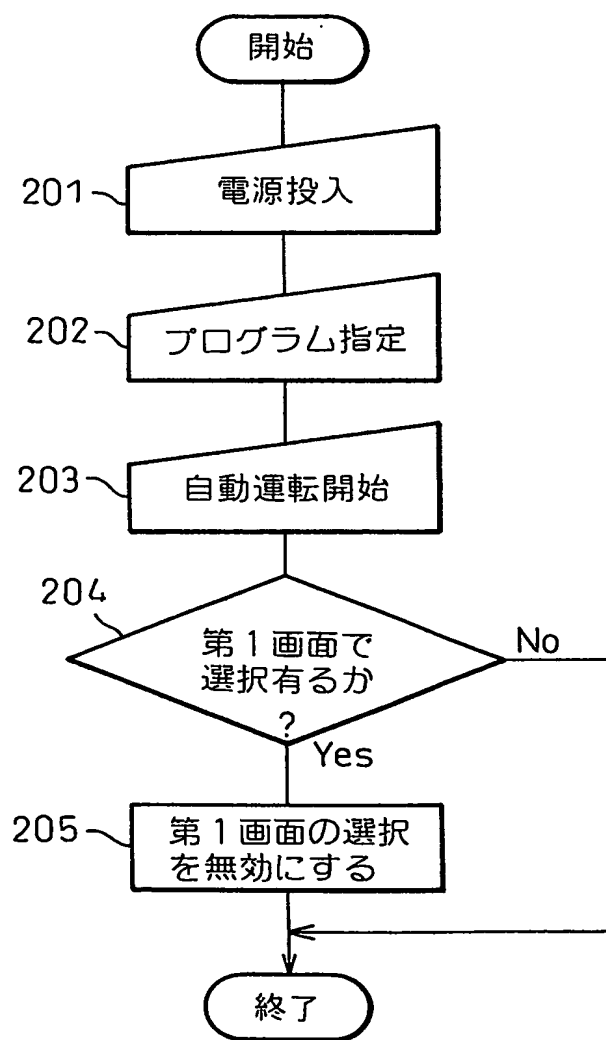 開始
201
電源投入
202
プログラム指定
203
自動運転開始
204
第1画面で
選択有るか
?
No
Yes
205
第1画面の選択
を無効にする
終了